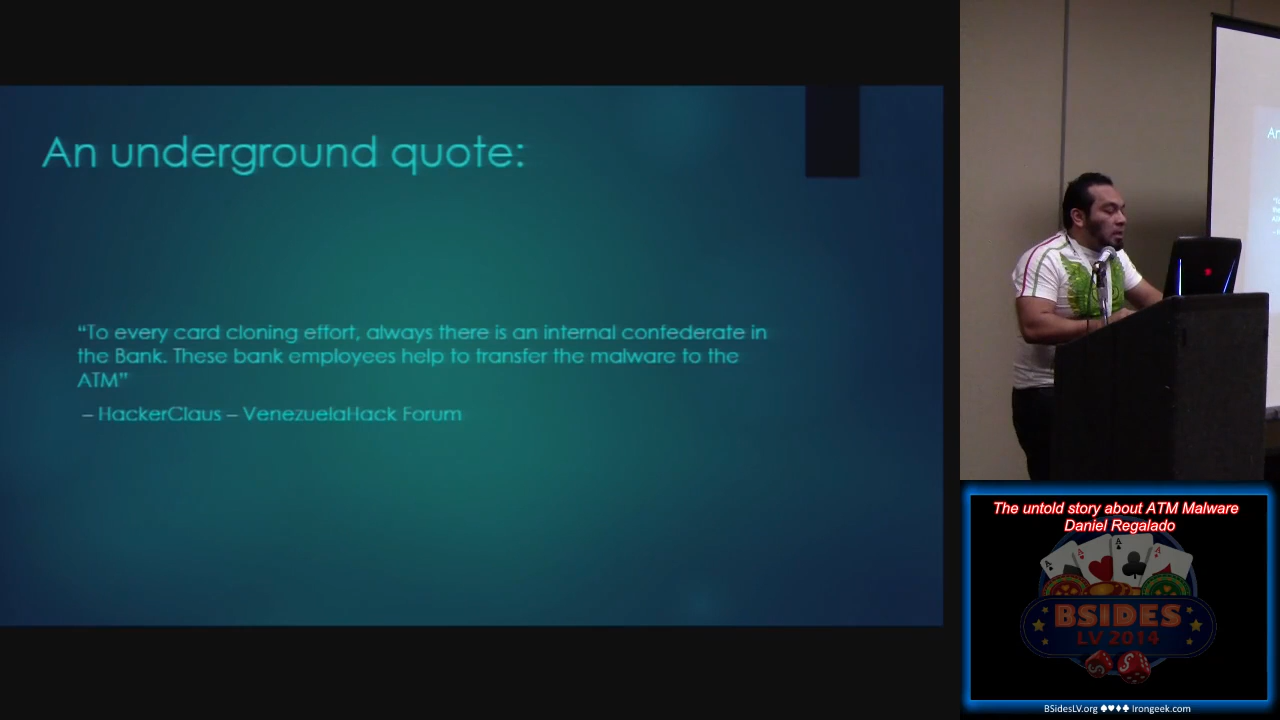 An underground quote:
“To every card cloning effort, always there is an internal confederate in
the Bank. These bank employees help to transfer the malware to the
ATM”
– HackerClaus – VenezuelaHack Forum
An
The untold story about ATM Malware
Daniel Regalado
A
A
A
A
BSIDES
LV 2014
S
S
BSidesLV.org ♠♥♦♣ Irongeek.com